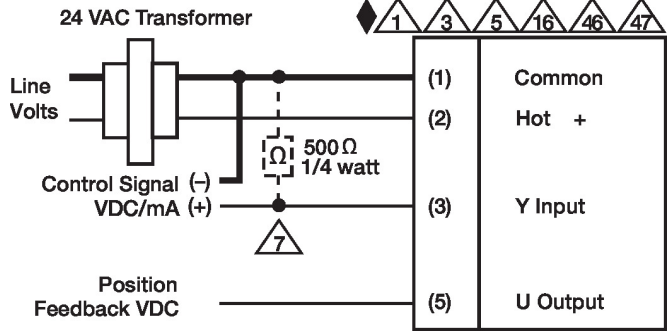 24 VAC Transformer
1 3 5 16 46 47
Line
Volts
(1) Common
(2) Hot +
Ω 500 Ω
1/4 watt
Control Signal (–)
VDC/mA (+)
(3) Y Input
7
Position
Feedback VDC
(5) U Output